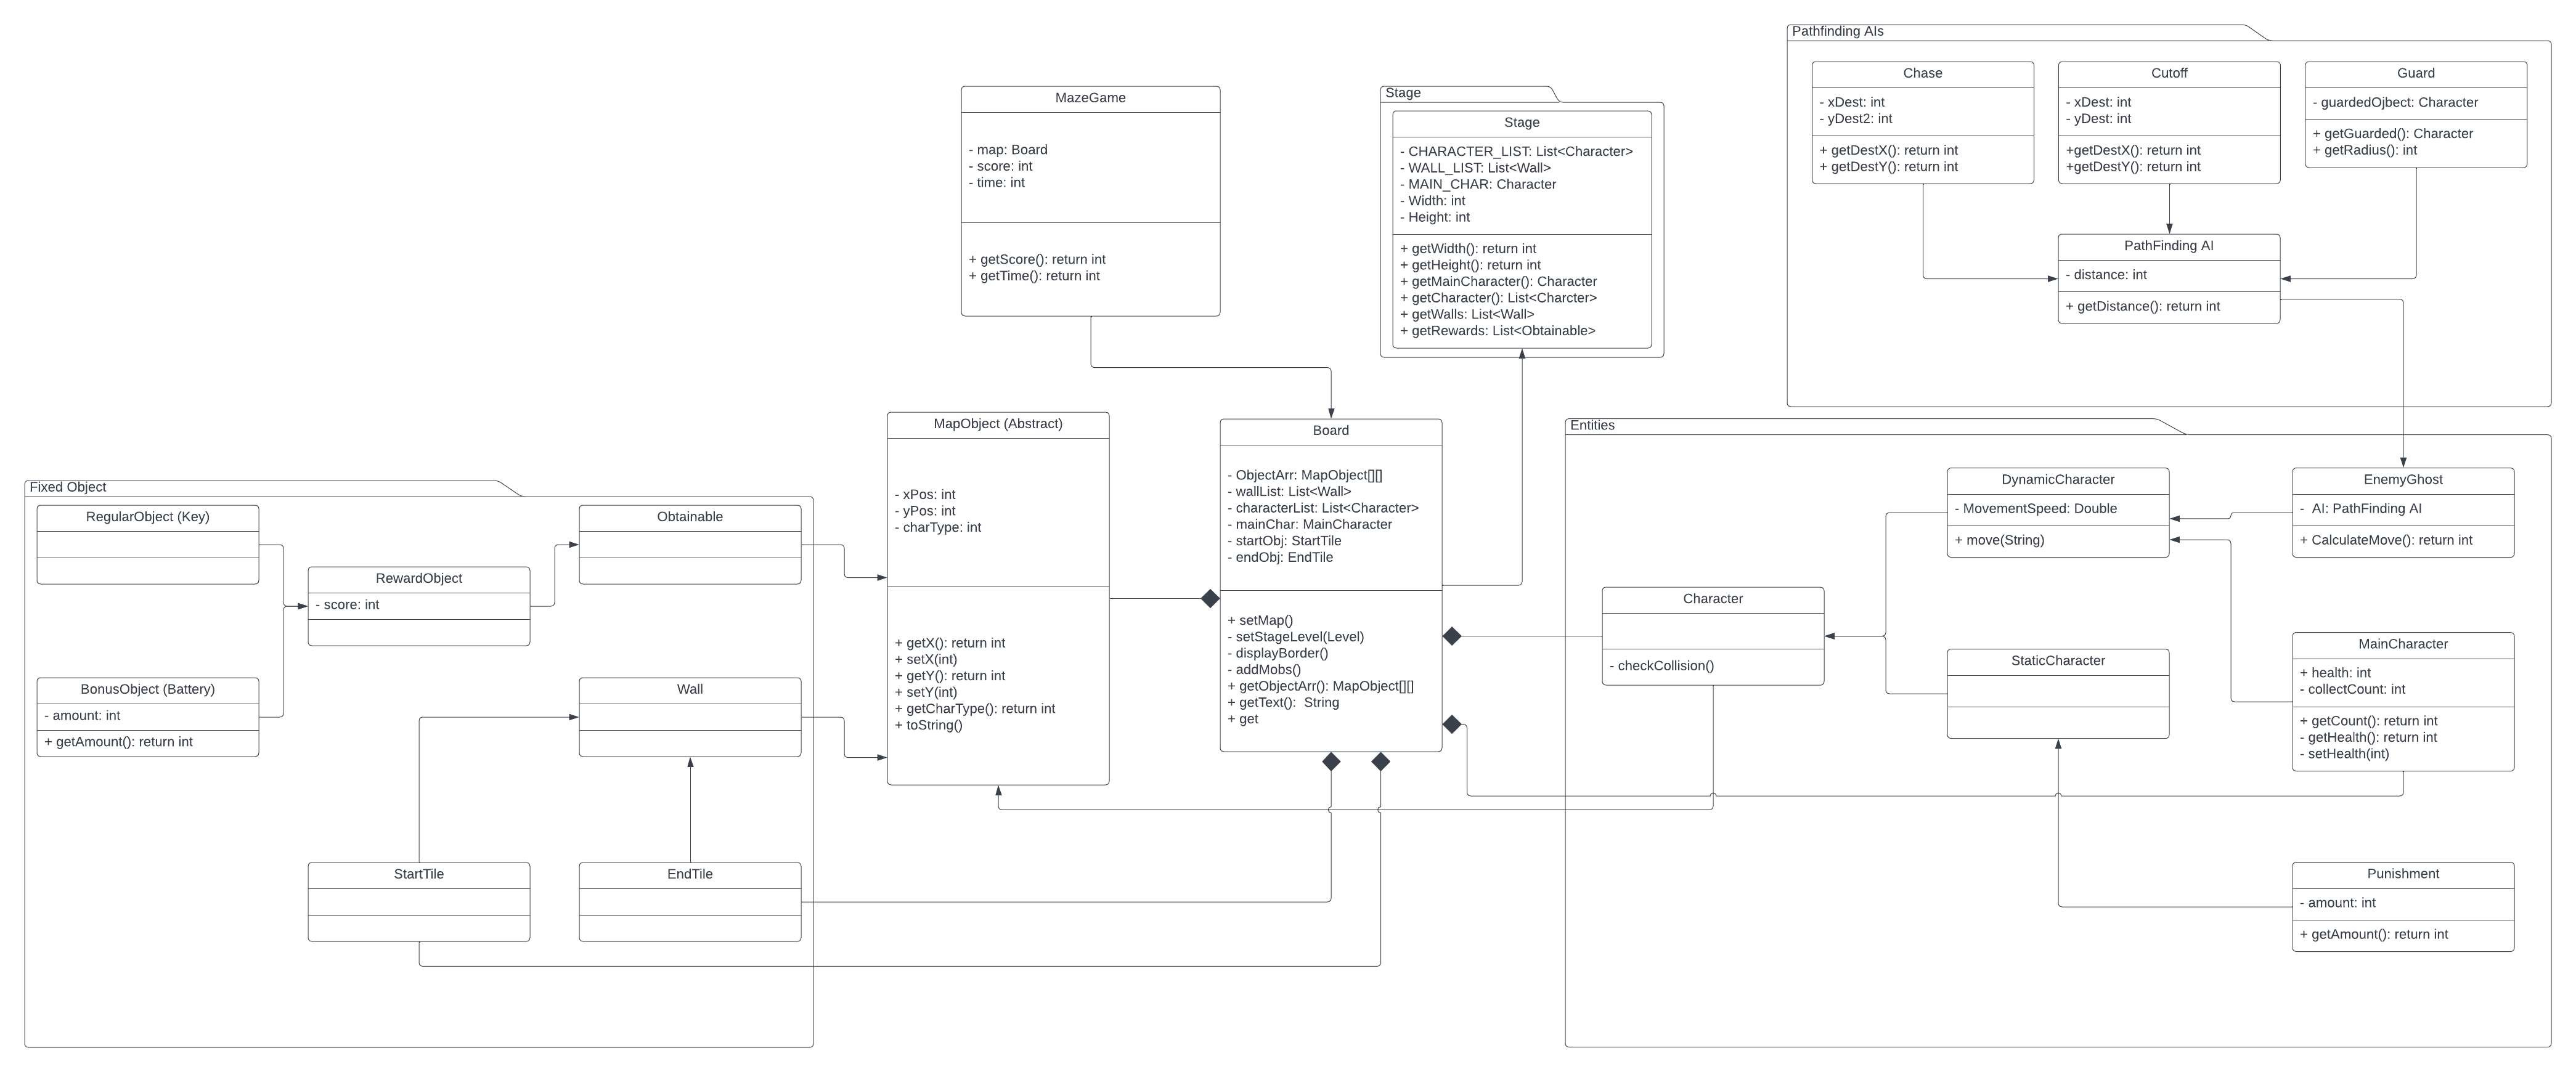 Pathfinding AIs
Chase
- xDest: int
- yDest2: int
+ getDestX(): return int
+ getDestY(): return int
Cutoff
- xDest: int
- yDest: int
+getDestX(): return int
+getDestY(): return int
Guard
- guardedOjbect: Character
+ getGuarded(): Character
+ getRadius(): int
PathFinding AI
- distance: int
+ getDistance(): return int
MazeGame
- map: Board
- score: int
- time: int
+ getScore(): return int
+ getTime(): return int
Stage
Stage
- CHARACTER_LIST: List<Character>
- WALL_LIST: List<Wall>
- MAIN_CHAR: Character
- Width: int
- Height: int
+ getWidth(): return int
+ getHeight(): return int
+ getMainCharacter(): Character
+ getCharacter(): List<Charcter>
+ getWalls: List<Wall>
+ getRewards: List<Obtainable>
Fixed Object
RegularObject (Key)
Obtainable
RewardObject
- score: int
BonusObject (Battery)
- amount: int
+ getAmount(): return int
Wall
StartTile
EndTile
MapObject (Abstract)
- xPos: int
- yPos: int
- charType: int
+ getX(): return int
+ setX(int)
+ getY(): return int
+ setY(int)
+ getCharType(): return int
+ toString()
Board
- ObjectArr: MapObject[][]
- wallList: List<Wall>
- characterList: List<Character>
- mainChar: MainCharacter
- startObj: StartTile
- endObj: EndTile
+ setMap()
- setStageLevel(Level)
- displayBorder()
- addMobs()
+ getObjectArr(): MapObject[][]
+ getText(): String
+ get
Entities
Character
- checkCollision()
DynamicCharacter
- MovementSpeed: Double
+ move(String)
EnemyGhost
- AI: PathFinding AI
+ CalculateMove(): return int
StaticCharacter
MainCharacter
+ health: int
- collectCount: int
+ getCount(): return int
- getHealth(): return int
- setHealth(int)
Punishment
- amount: int
+ getAmount(): return int